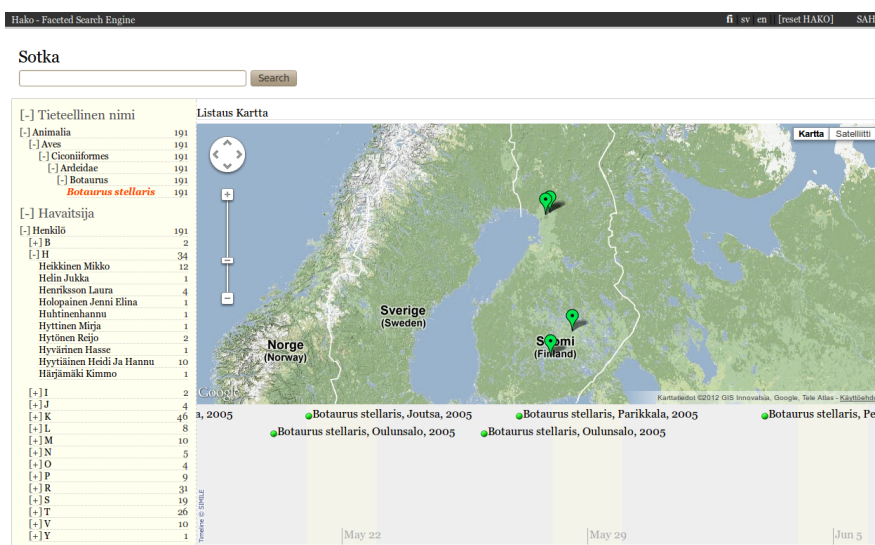 Hako - Faceted Search Engine fi | sv | en | [reset HAKO] SAH
Sotka
Search
[-] Tieteellinen nimi
[-] Animalia 191
[-] Aves 191
[-] Ciconiiformes 191
[-] Ardeidae 191
[-] Botaurus 191
Botaurus stellaris 191
[-] Havaitsija
[-] Henkilö 191
[+] B 2
[-] H 34
Heikkinen Mikko 12
Helin Jukka 1
Henriksson Laura 4
Holopainen Jenni Elina 1
Huhtinenhannu 1
Hyttinen Mirja 1
Hytönen Reijo 2
Hyvärinen Hasse 1
Hyytiäinen Heidi Ja Hannu 10
Härjämäki Kimmo 1
[+] I 2
[+] J 4
[+] K 46
[+] L 8
[+] M 10
[+] N 5
[+] O 4
[+] P 9
[+] R 31
[+] S 19
[+] T 26
[+] V 10
[+] Y 1
Listaus Kartta
Kartta Satelliitti
Sverige
(Sweden)
Norge
(Norway)
Suomi
(Finland)
Google
Karttatiedot ©2012 GIS Innovatsia, Google, Tele Atlas - Käyttöehdo
a, 2005 Botaurus stellaris, Joutsa, 2005 Botaurus stellaris, Parikkala, 2005 Botaurus stellaris, Pe
Botaurus stellaris, Oulunsalo, 2005 Botaurus stellaris, Oulunsalo, 2005
Timeline © SIMILE
May 22 May 29 Jun 5